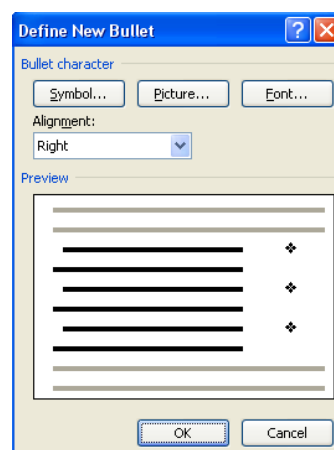 Define New Bullet
Bullet character
Symbol... Picture... Font...
Alignment:
Right
Preview
OK Cancel